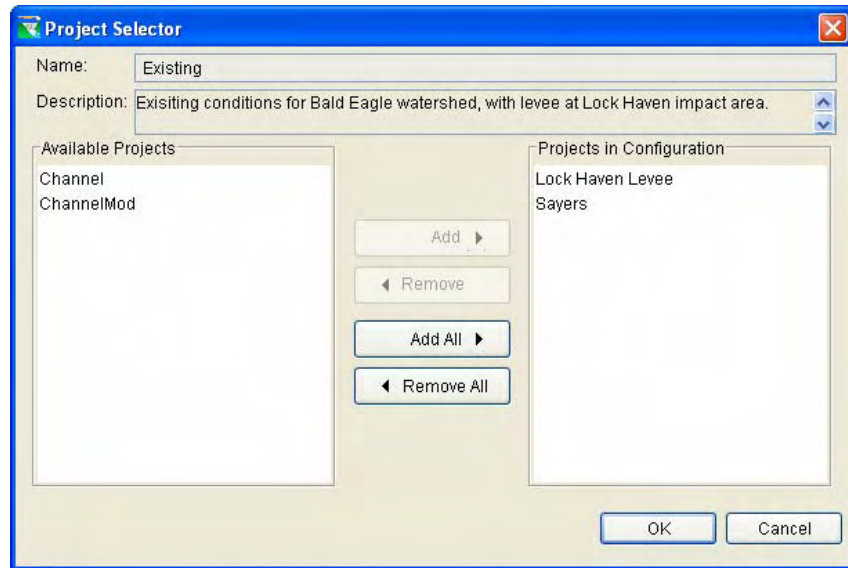 Project Selector
Name: Existing
Description: Exisiting conditions for Bald Eagle watershed, with levee at Lock Haven impact area.
Available Projects
Channel
ChannelMod
Add
Remove
Add All
Remove All
Projects in Configuration
Lock Haven Levee
Sayers
OK
Cancel